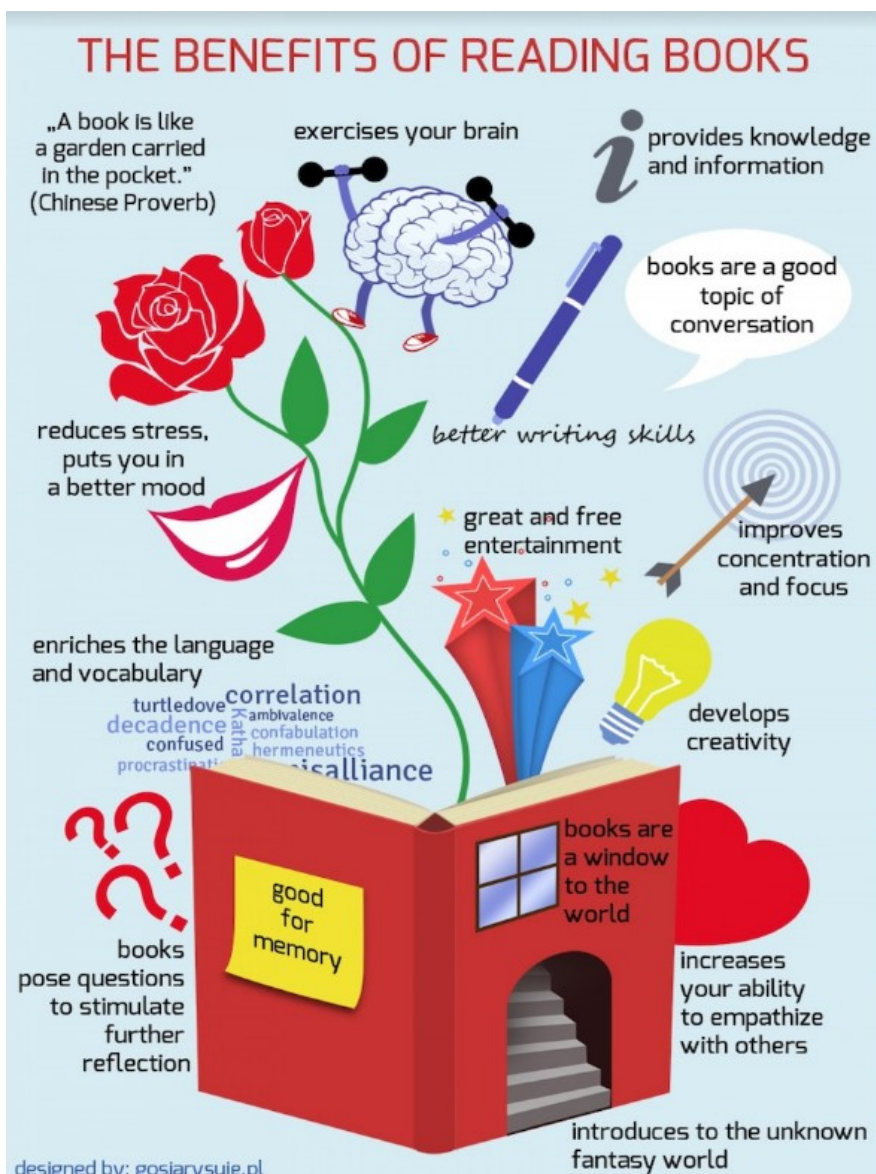 THE BENEFITS OF READING BOOKS
„A book is like
a garden carried
in the pocket.”
(Chinese Proverb)
exercises your brain
provides knowledge
and information
books are a good
topic of
conversation
reduces stress,
puts you in
a better mood
better writing skills
great and free
entertainment
improves
concentration
and focus
enriches the language
and vocabulary
turtledove
correlation
decadence
Katha
ambivalence
confabulation
confused
hermeneutics
develops
creativity
good
for
memory
books are
a window
to the
world
books
pose questions
to stimulate
further
reflection
increases
your ability
to empathize
with others
introduces to the unknown
fantasy world
designed by: gosiarysuje.pl